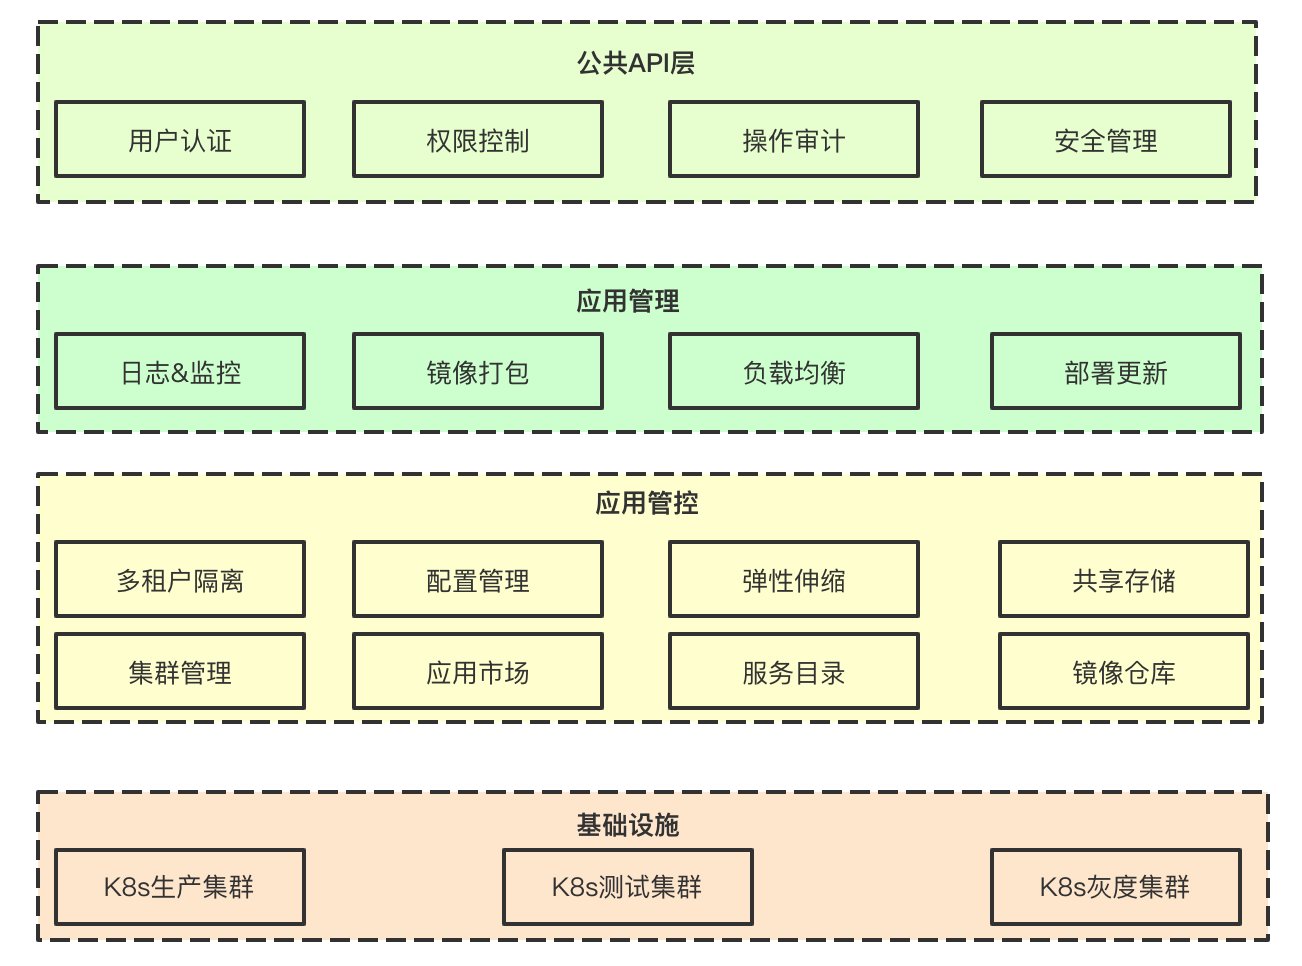 公共API层
用户认证
权限控制
操作审计
安全管理
应用管理
日志&监控
镜像打包
负载均衡
部署更新
应用管控
多租户隔离
配置管理
弹性伸缩
共享存储
集群管理
应用市场
服务目录
镜像仓库
基础设施
K8s生产集群
K8s测试集群
K8s灰度集群